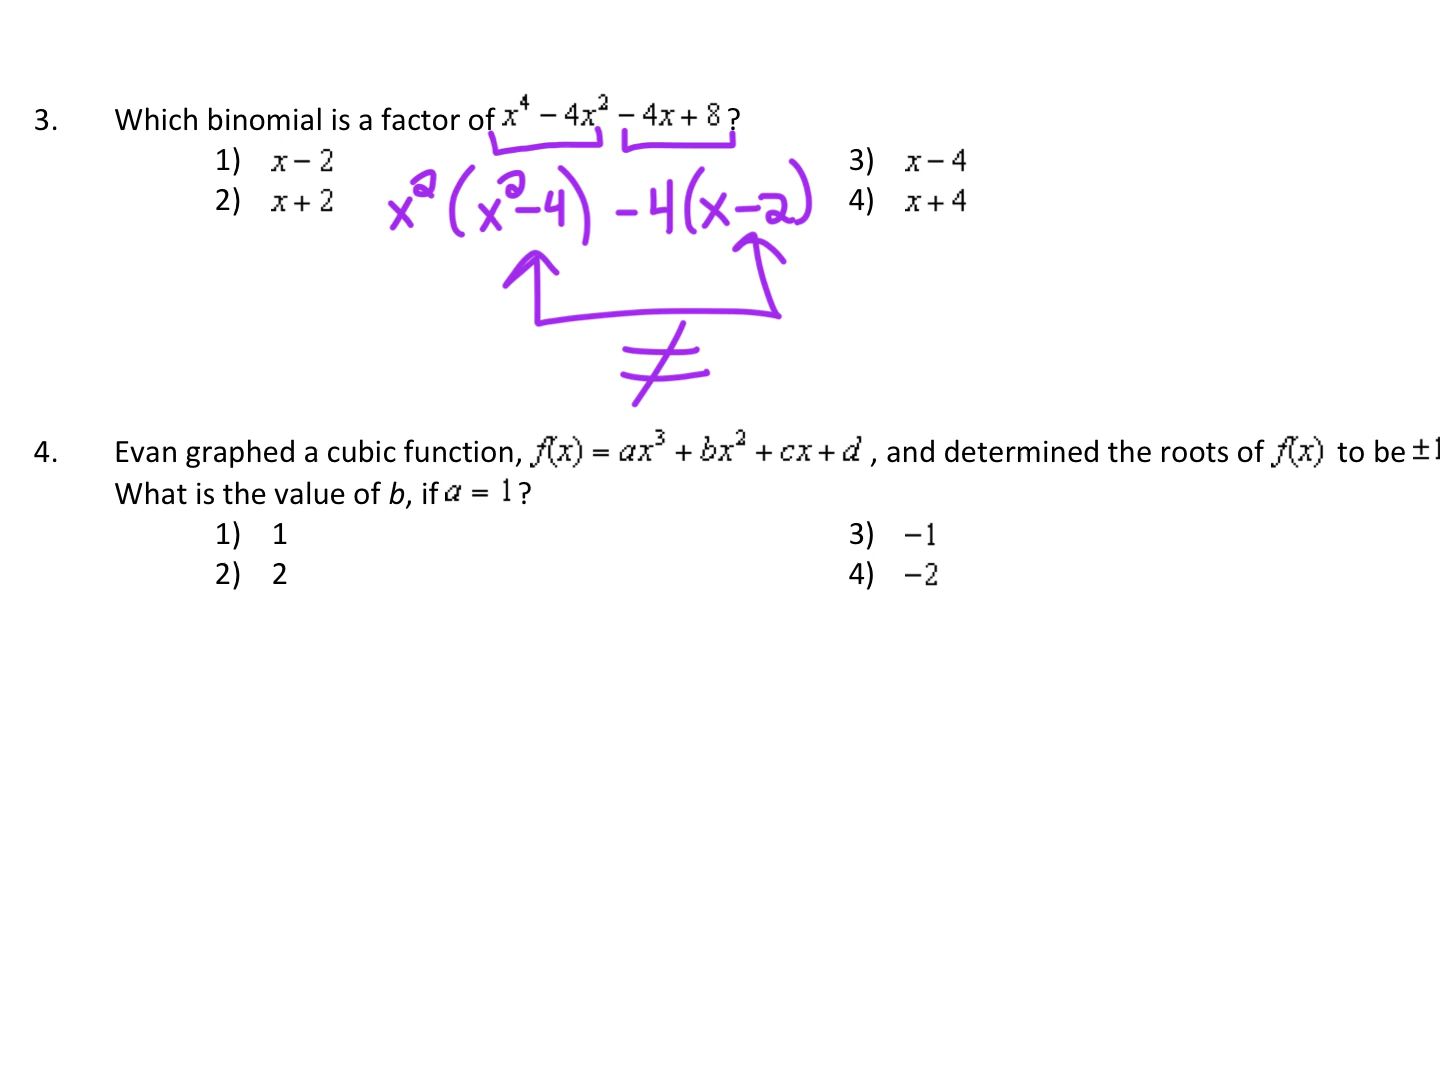 3. Which binomial is a factor of x⁴ − 4x² − 4x + 8?
1) x − 2 3) x − 4
2) x + 2 4) x + 4
x²(x²−4) −4(x−2)
≠
4. Evan graphed a cubic function, f(x) = ax³ + bx² + cx + d, and determined the roots of f(x) to be ±1
What is the value of b, if a = 1?
1) 1 3) −1
2) 2 4) −2